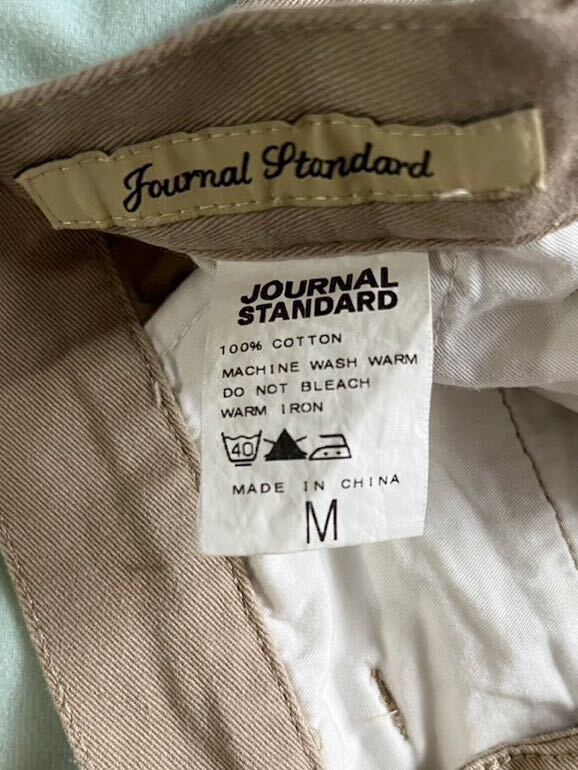 Journal Standard
JOURNAL
STANDARD
100% COTTON
MACHINE WASH WARM
DO NOT BLEACH
WARM IRON
40
MADE IN CHINA
M